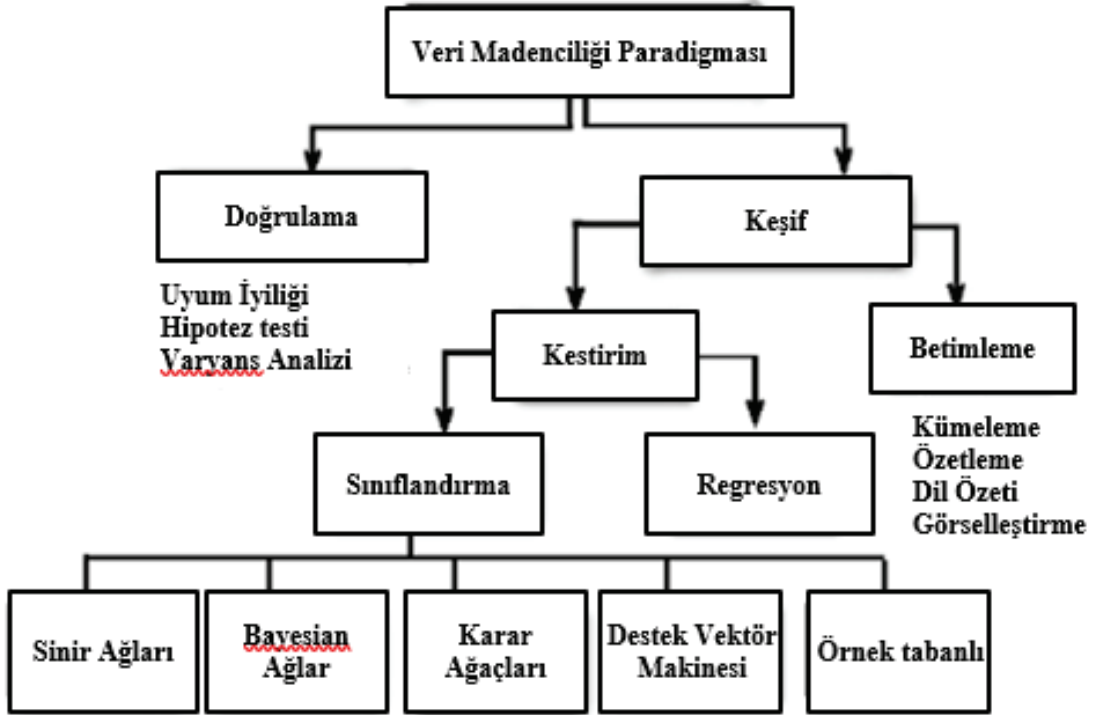 Veri Madenciliği Paradigması
Doğrulama
Keşif
Uyum İyiliği
Hipotez testi
Varyans Analizi
Kestirim
Betimleme
Kümeleme
Özetleme
Dil Özeti
Görselleştirme
Sınıflandırma
Regresyon
Sinir Ağları
Bayesian
Ağlar
Karar
Ağaçları
Destek Vektör
Makinesi
Örnek tabanlı